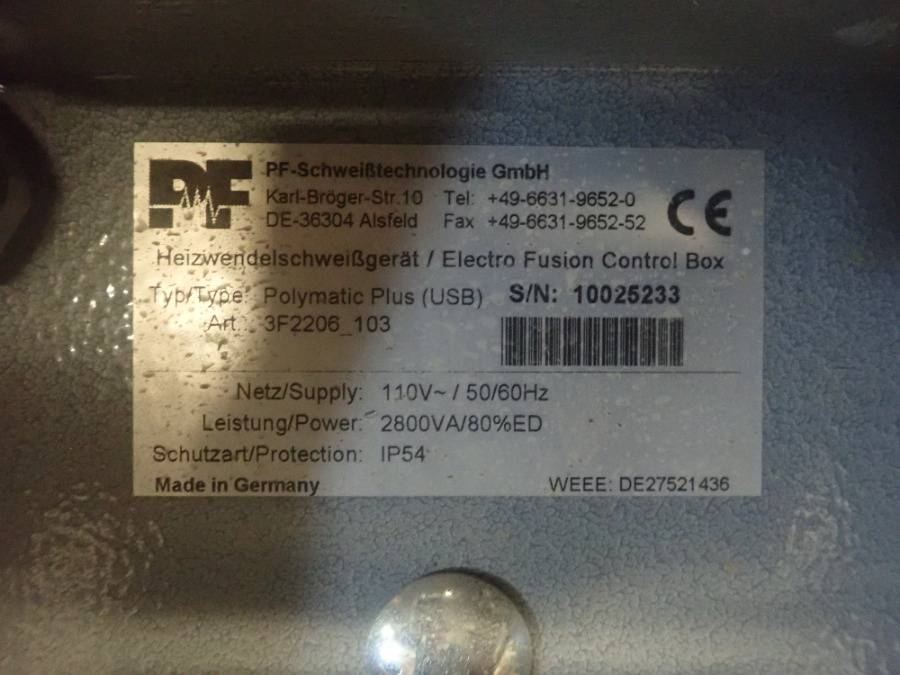 PF PF-Schweißtechnologie GmbH
Karl-Bröger-Str.10 Tel: +49-6631-9652-0
DE-36304 Alsfeld Fax +49-6631-9652-52
CE
Heizwendelschweißgerät / Electro Fusion Control Box
Typ/Type: Polymatic Plus (USB) S/N: 10025233
Art.: 3F2206_103
Netz/Supply: 110V~ / 50/60Hz
Leistung/Power: 2800VA/80%ED
Schutzart/Protection: IP54
Made in Germany WEEE: DE27521436